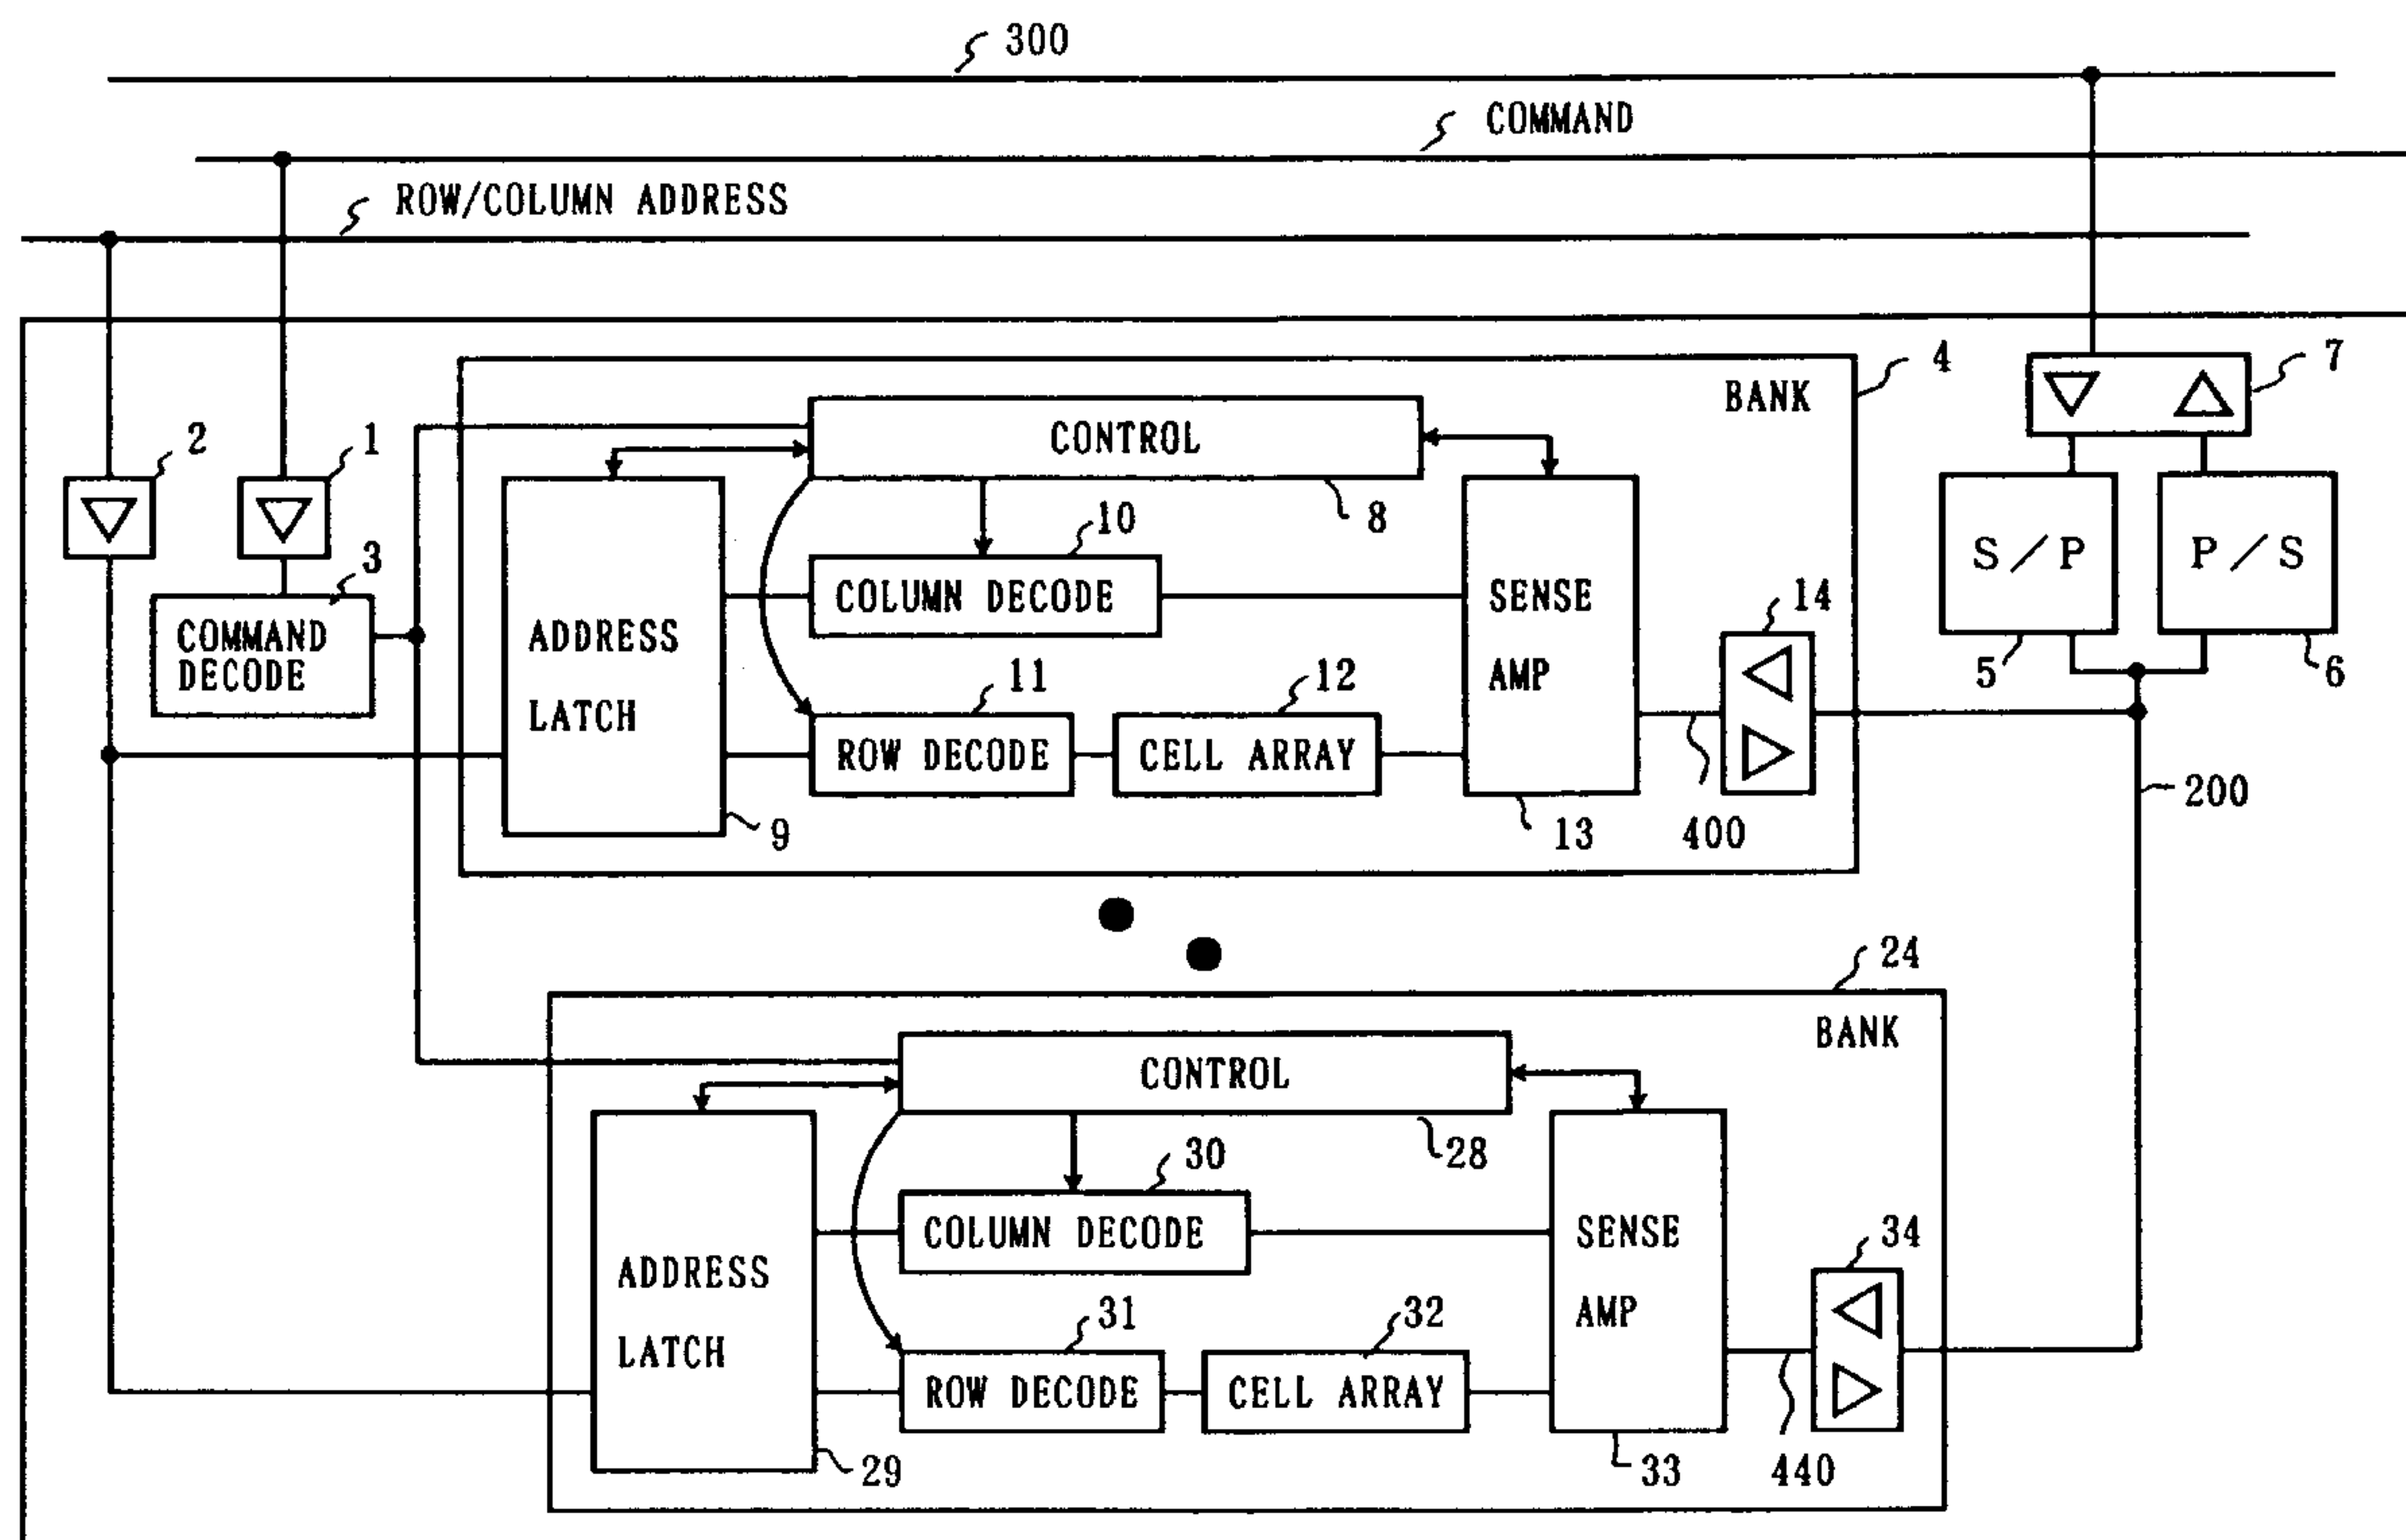 300
COMMAND
ROW/COLUMN ADDRESS
4
7
BANK
CONTROL
2
1
8
10
3
S/P
P/S
COLUMN DECODE
SENSE
AMP
14
COMMAND
DECODE
ADDRESS
LATCH
11
12
5
6
ROW DECODE
CELL ARRAY
200
9
13
400
24
BANK
CONTROL
28
30
COLUMN DECODE
SENSE
AMP
34
ADDRESS
LATCH
31
32
ROW DECODE
CELL ARRAY
29
33
440